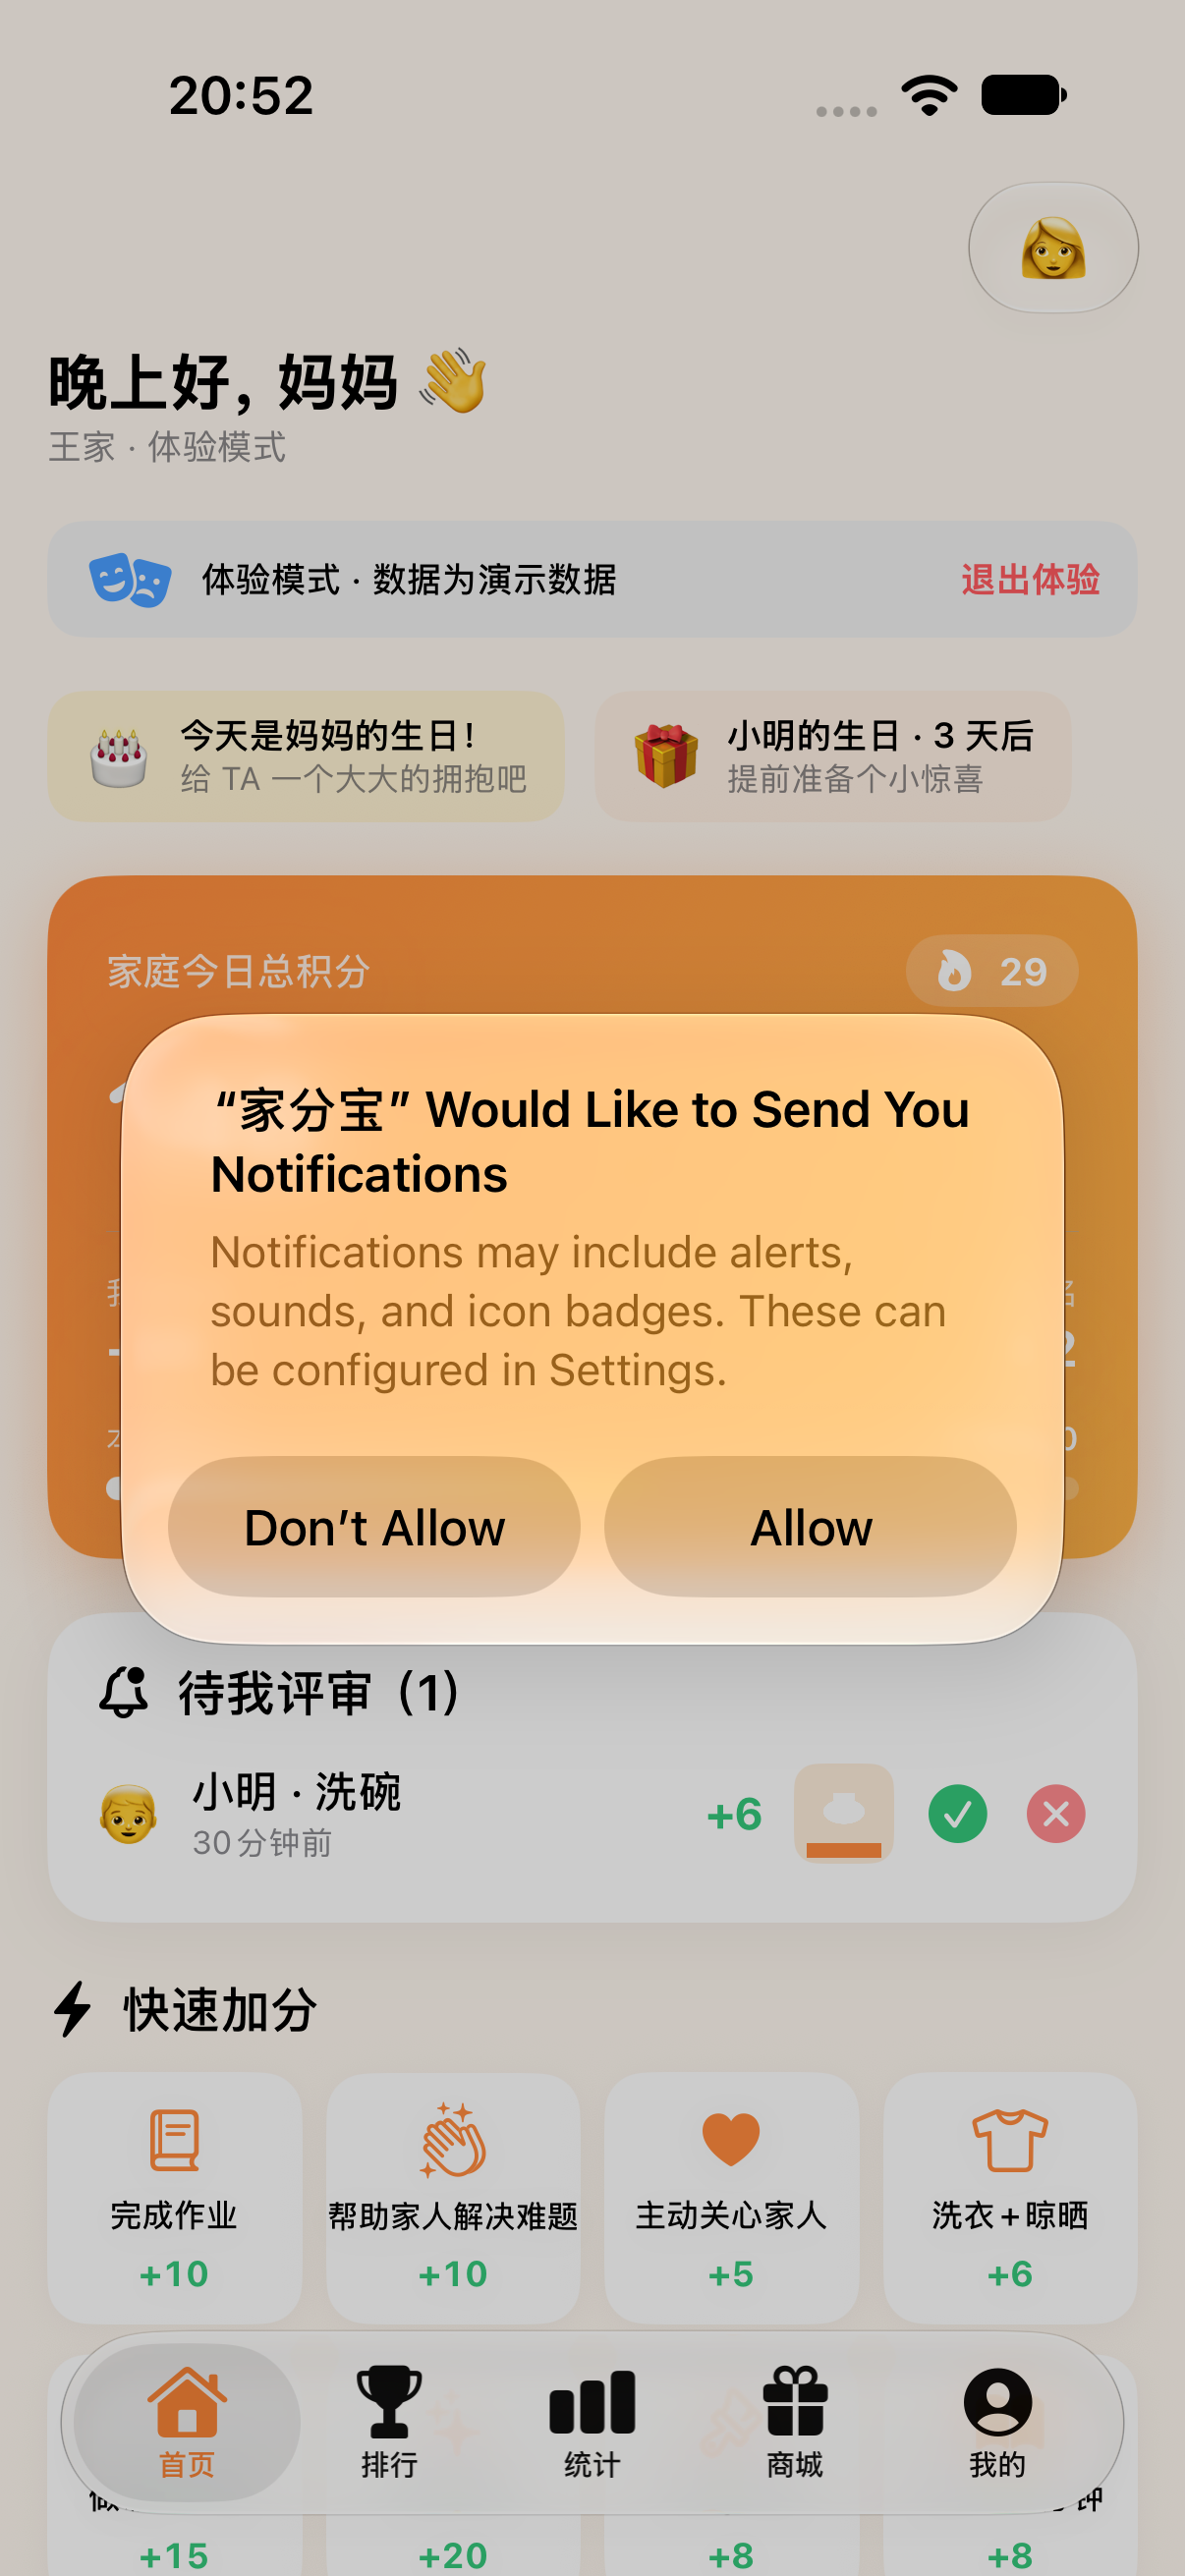 20:52
晚上好，妈妈 👋
王家 · 体验模式
体验模式 · 数据为演示数据
退出体验
今天是妈妈的生日！
给 TA 一个大大的拥抱吧
小明的生日 · 3 天后
提前准备个小惊喜
家庭今日总积分
29
“家分宝” Would Like to Send You
Notifications
Notifications may include alerts,
sounds, and icon badges. These can
be configured in Settings.
Don’t Allow
Allow
待我评审（1）
小明 · 洗碗
30分钟前
+6
快速加分
完成作业
+10
帮助家人解决难题
+10
主动关心家人
+5
洗衣+晾晒
+6
首页
排行
统计
商城
我的
+15
+20
+8
+8